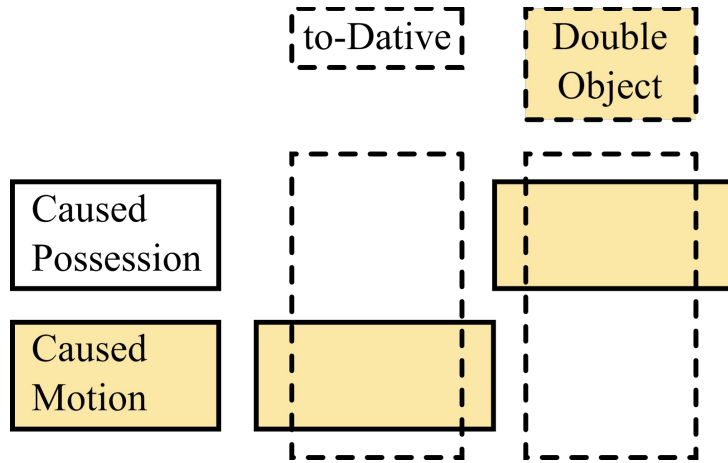 to-Dative
Double
Object
Caused
Possession
Caused
Motion